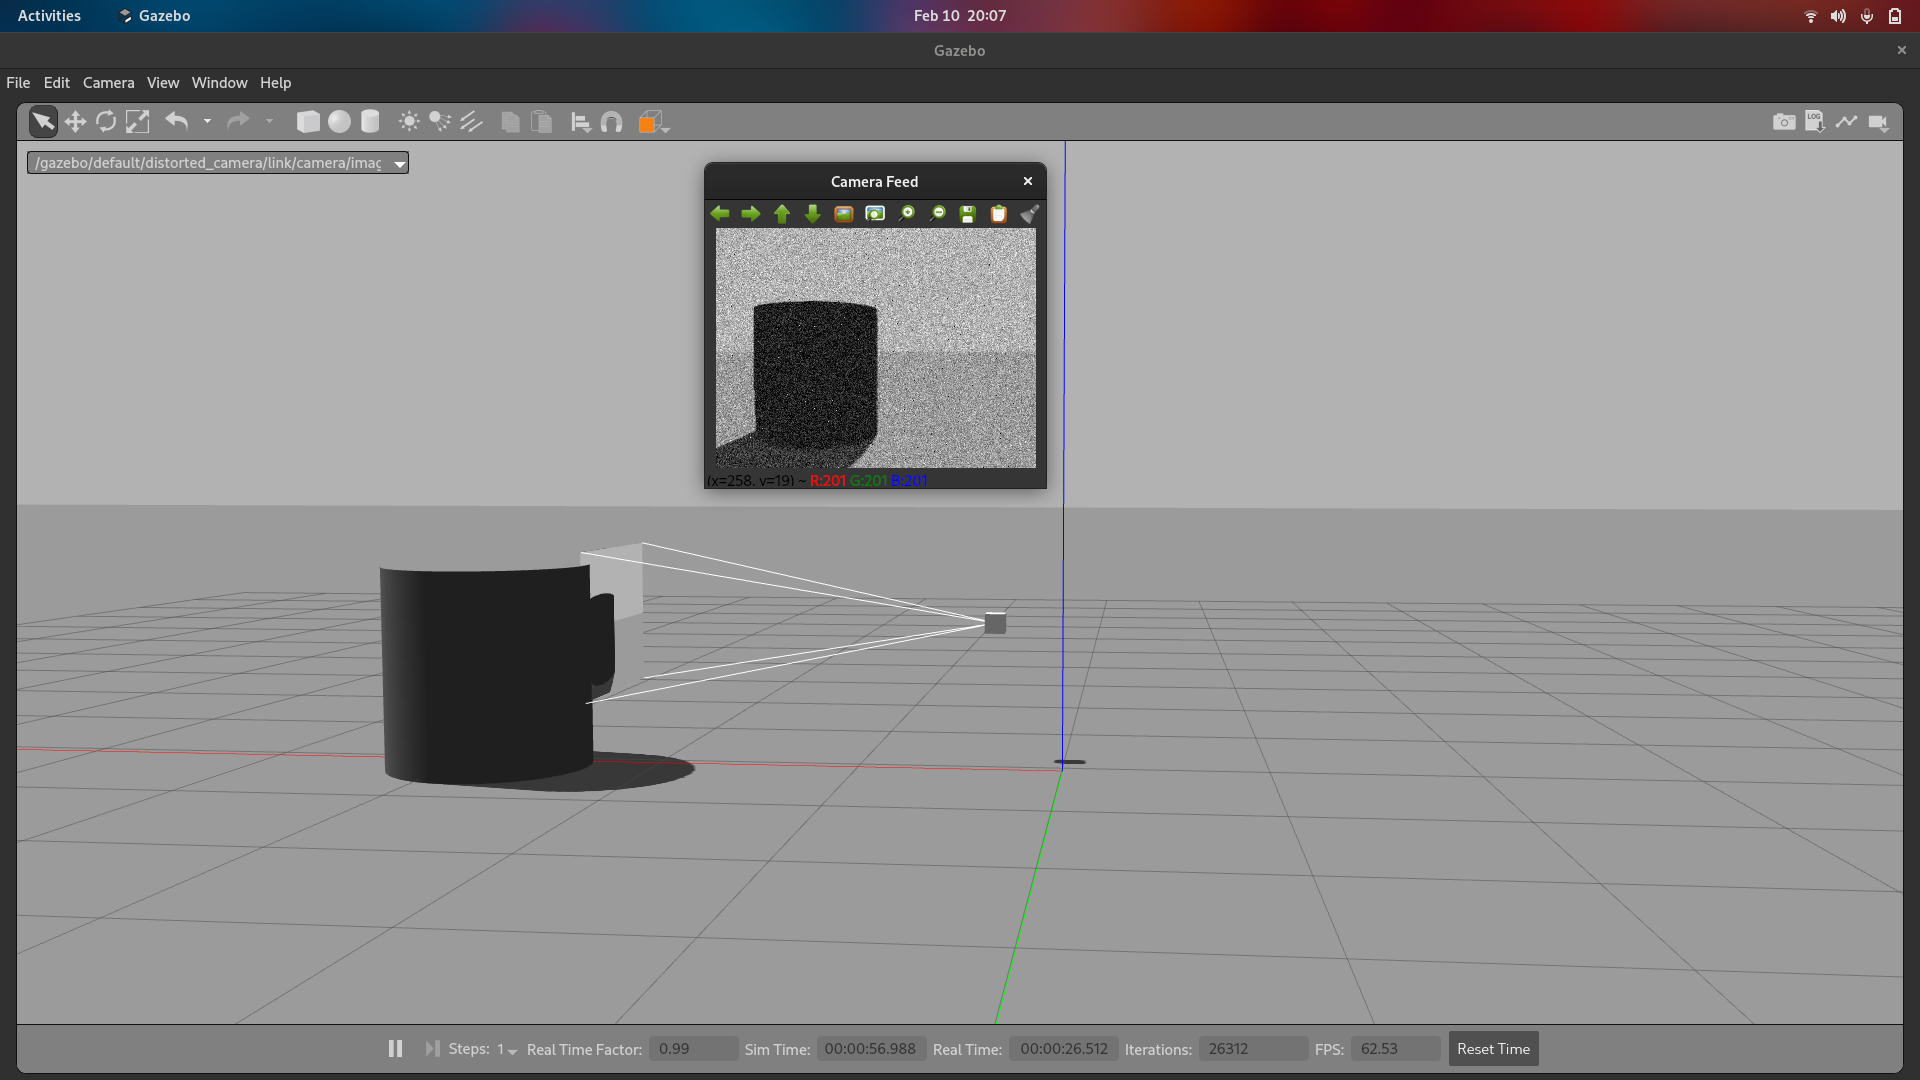 Activities Gazebo Feb 10 20:07
Gazebo
File Edit Camera View Window Help
LOG
/gazebo/default/distorted_camera/link/camera/imag
Camera Feed
(x=258, y=19) ~ R:201 G:201 B:201
Steps: 1 Real Time Factor: 0.99 Sim Time: 00:00:56.988 Real Time: 00:00:26.512 Iterations: 26312 FPS: 62.53 Reset Time